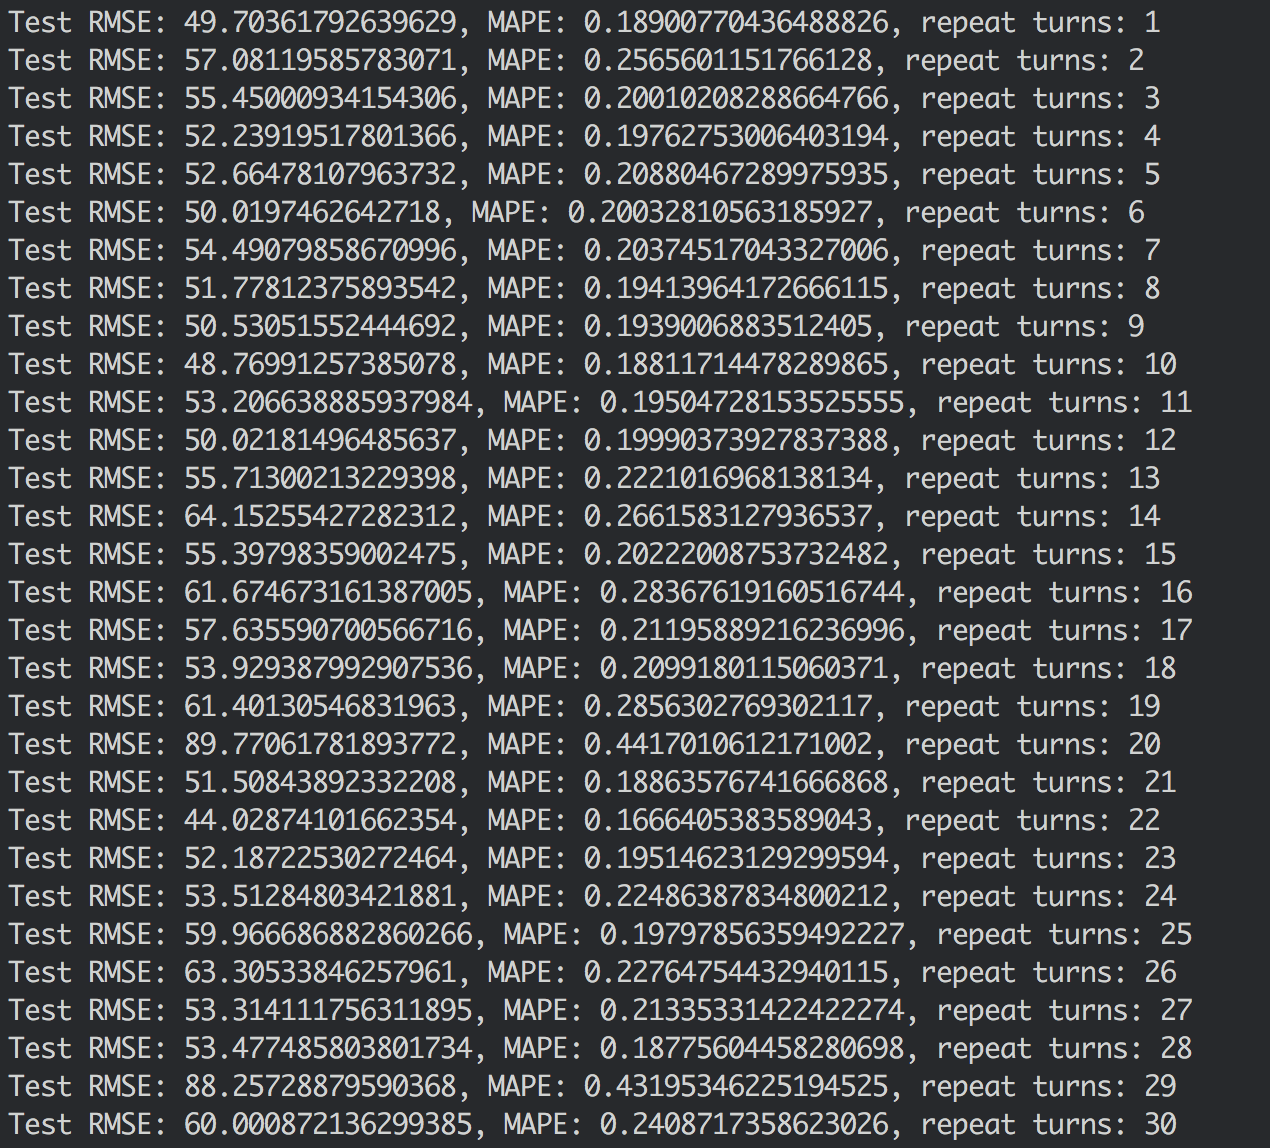 Test RMSE: 49.70361792639629, MAPE: 0.18900770436488826, repeat turns: 1
Test RMSE: 57.08119585783071, MAPE: 0.2565601151766128, repeat turns: 2
Test RMSE: 55.45000934154306, MAPE: 0.20010208288664766, repeat turns: 3
Test RMSE: 52.23919517801366, MAPE: 0.19762753006403194, repeat turns: 4
Test RMSE: 52.66478107963732, MAPE: 0.20880467289975935, repeat turns: 5
Test RMSE: 50.0197462642718, MAPE: 0.20032810563185927, repeat turns: 6
Test RMSE: 54.49079858670996, MAPE: 0.20374517043327006, repeat turns: 7
Test RMSE: 51.77812375893542, MAPE: 0.19413964172666115, repeat turns: 8
Test RMSE: 50.53051552444692, MAPE: 0.1939006883512405, repeat turns: 9
Test RMSE: 48.76991257385078, MAPE: 0.18811714478289865, repeat turns: 10
Test RMSE: 53.206638885937984, MAPE: 0.19504728153525555, repeat turns: 11
Test RMSE: 50.02181496485637, MAPE: 0.19990373927837388, repeat turns: 12
Test RMSE: 55.71300213229398, MAPE: 0.2221016968138134, repeat turns: 13
Test RMSE: 64.15255427282312, MAPE: 0.2661583127936537, repeat turns: 14
Test RMSE: 55.39798359002475, MAPE: 0.20222008753732482, repeat turns: 15
Test RMSE: 61.674673161387005, MAPE: 0.28367619160516744, repeat turns: 16
Test RMSE: 57.635590700566716, MAPE: 0.21195889216236996, repeat turns: 17
Test RMSE: 53.929387992907536, MAPE: 0.2099180115060371, repeat turns: 18
Test RMSE: 61.40130546831963, MAPE: 0.2856302769302117, repeat turns: 19
Test RMSE: 89.77061781893772, MAPE: 0.4417010612171002, repeat turns: 20
Test RMSE: 51.50843892332208, MAPE: 0.18863576741666868, repeat turns: 21
Test RMSE: 44.02874101662354, MAPE: 0.1666405383589043, repeat turns: 22
Test RMSE: 52.18722530272464, MAPE: 0.19514623129299594, repeat turns: 23
Test RMSE: 53.51284803421881, MAPE: 0.22486387834800212, repeat turns: 24
Test RMSE: 59.966686882860266, MAPE: 0.19797856359492227, repeat turns: 25
Test RMSE: 63.30533846257961, MAPE: 0.22764754432940115, repeat turns: 26
Test RMSE: 53.314111756311895, MAPE: 0.21335331422422274, repeat turns: 27
Test RMSE: 53.477485803801734, MAPE: 0.18775604458280698, repeat turns: 28
Test RMSE: 88.25728879590368, MAPE: 0.43195346225194525, repeat turns: 29
Test RMSE: 60.000872136299385, MAPE: 0.2408717358623026, repeat turns: 30